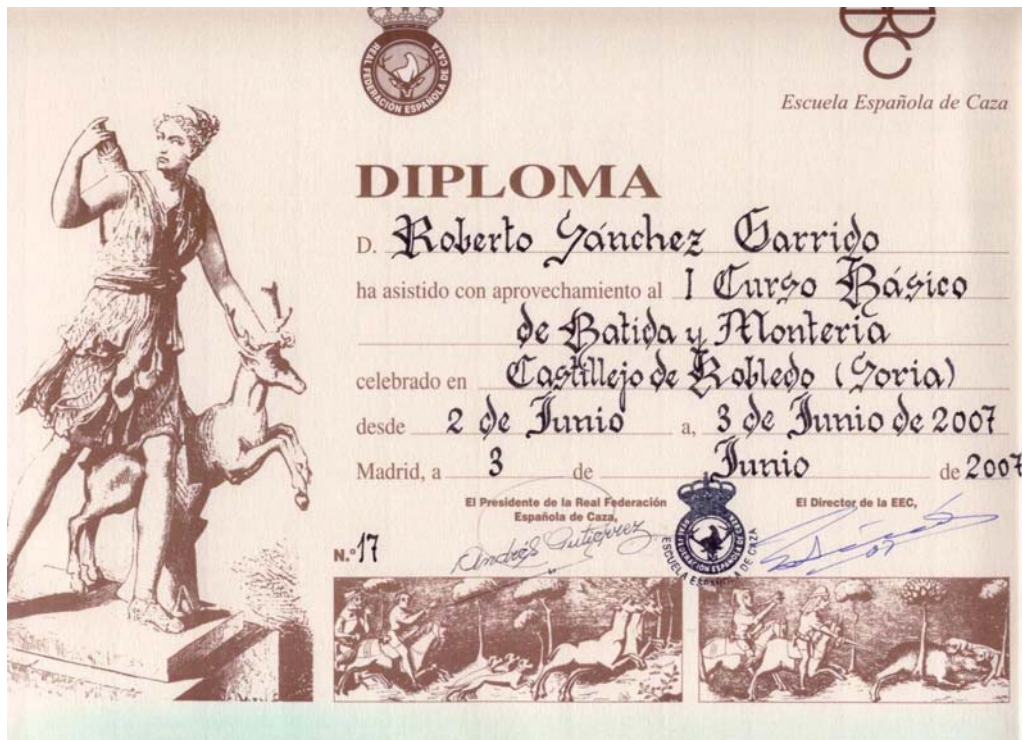 REAL FEDERACIÓN ESPAÑOLA DE CAZA
EEC
Escuela Española de Caza
DIPLOMA
D. Roberto Sánchez Garrido
ha asistido con aprovechamiento al I Curso Básico
de Batida y Montería
celebrado en Castillejo de Robledo (Soria)
desde 2 de Junio a, 3 de Junio de 2007
Madrid, a 3 de Junio de 2007
El Presidente de la Real Federación
Española de Caza,
El Director de la EEC,
N.º 17
Andrés Gutiérrez
REAL FEDERACIÓN ESPAÑOLA DE CAZA
ESCUELA ESPAÑOLA DE CAZA
07